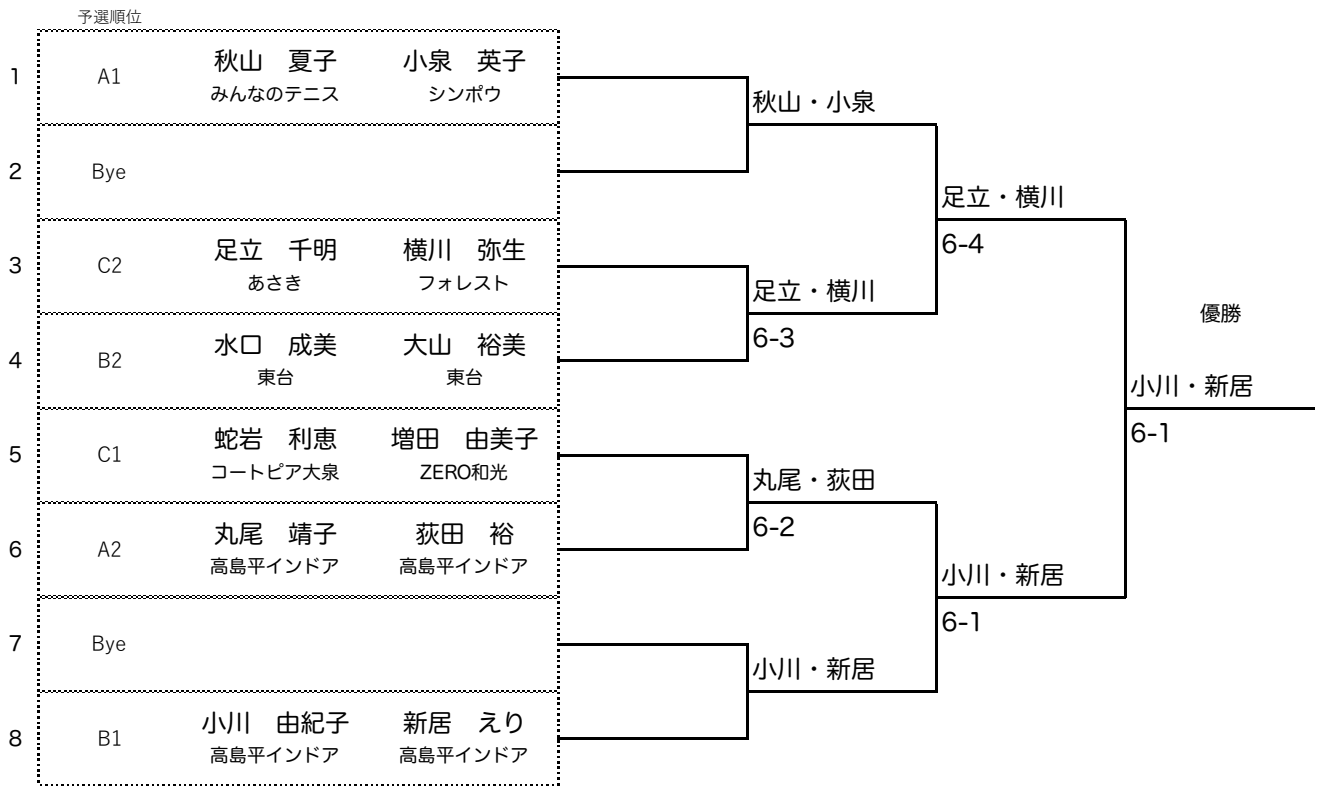 予選順位
1 A1 秋山　夏子 小泉　英子
みんなのテニス シンポウ
秋山・小泉
2 Bye
足立・横川
6-4
3 C2 足立　千明 横川　弥生
あさき フォレスト
足立・横川
6-3
優勝
4 B2 水口　成美 大山　裕美
東台 東台
小川・新居
6-1
5 C1 蛇岩　利恵 増田　由美子
コートピア大泉 ZERO和光
丸尾・荻田
6-2
6 A2 丸尾　靖子 荻田　裕
高島平インドア 高島平インドア
小川・新居
6-1
7 Bye
小川・新居
8 B1 小川　由紀子 新居　えり
高島平インドア 高島平インドア